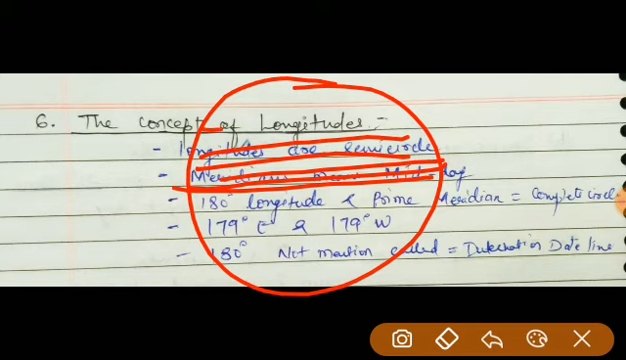 6. The concept of Longitudes :-
- longitudes are semicircle
- Meridians mean Mid-day
- 180° longitude & Prime Meridian = Complete circle
- 179° E & 179° W
- 180° Not mention called = Date line